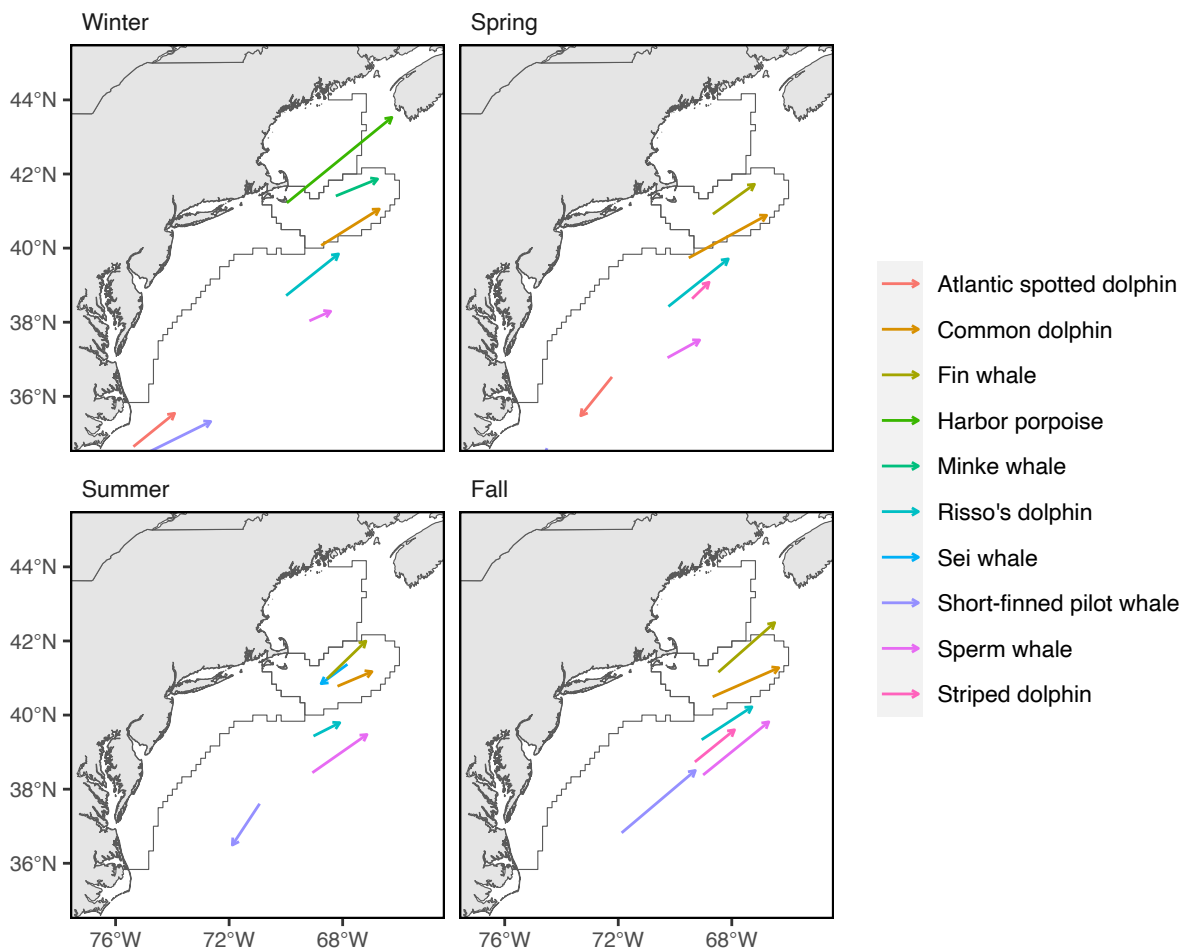 Winter
Spring
44°N
42°N
40°N
38°N
36°N
Summer
Fall
44°N
42°N
40°N
38°N
36°N
76°W 72°W 68°W 76°W 72°W 68°W
Atlantic spotted dolphin
Common dolphin
Fin whale
Harbor porpoise
Minke whale
Risso's dolphin
Sei whale
Short-finned pilot whale
Sperm whale
Striped dolphin